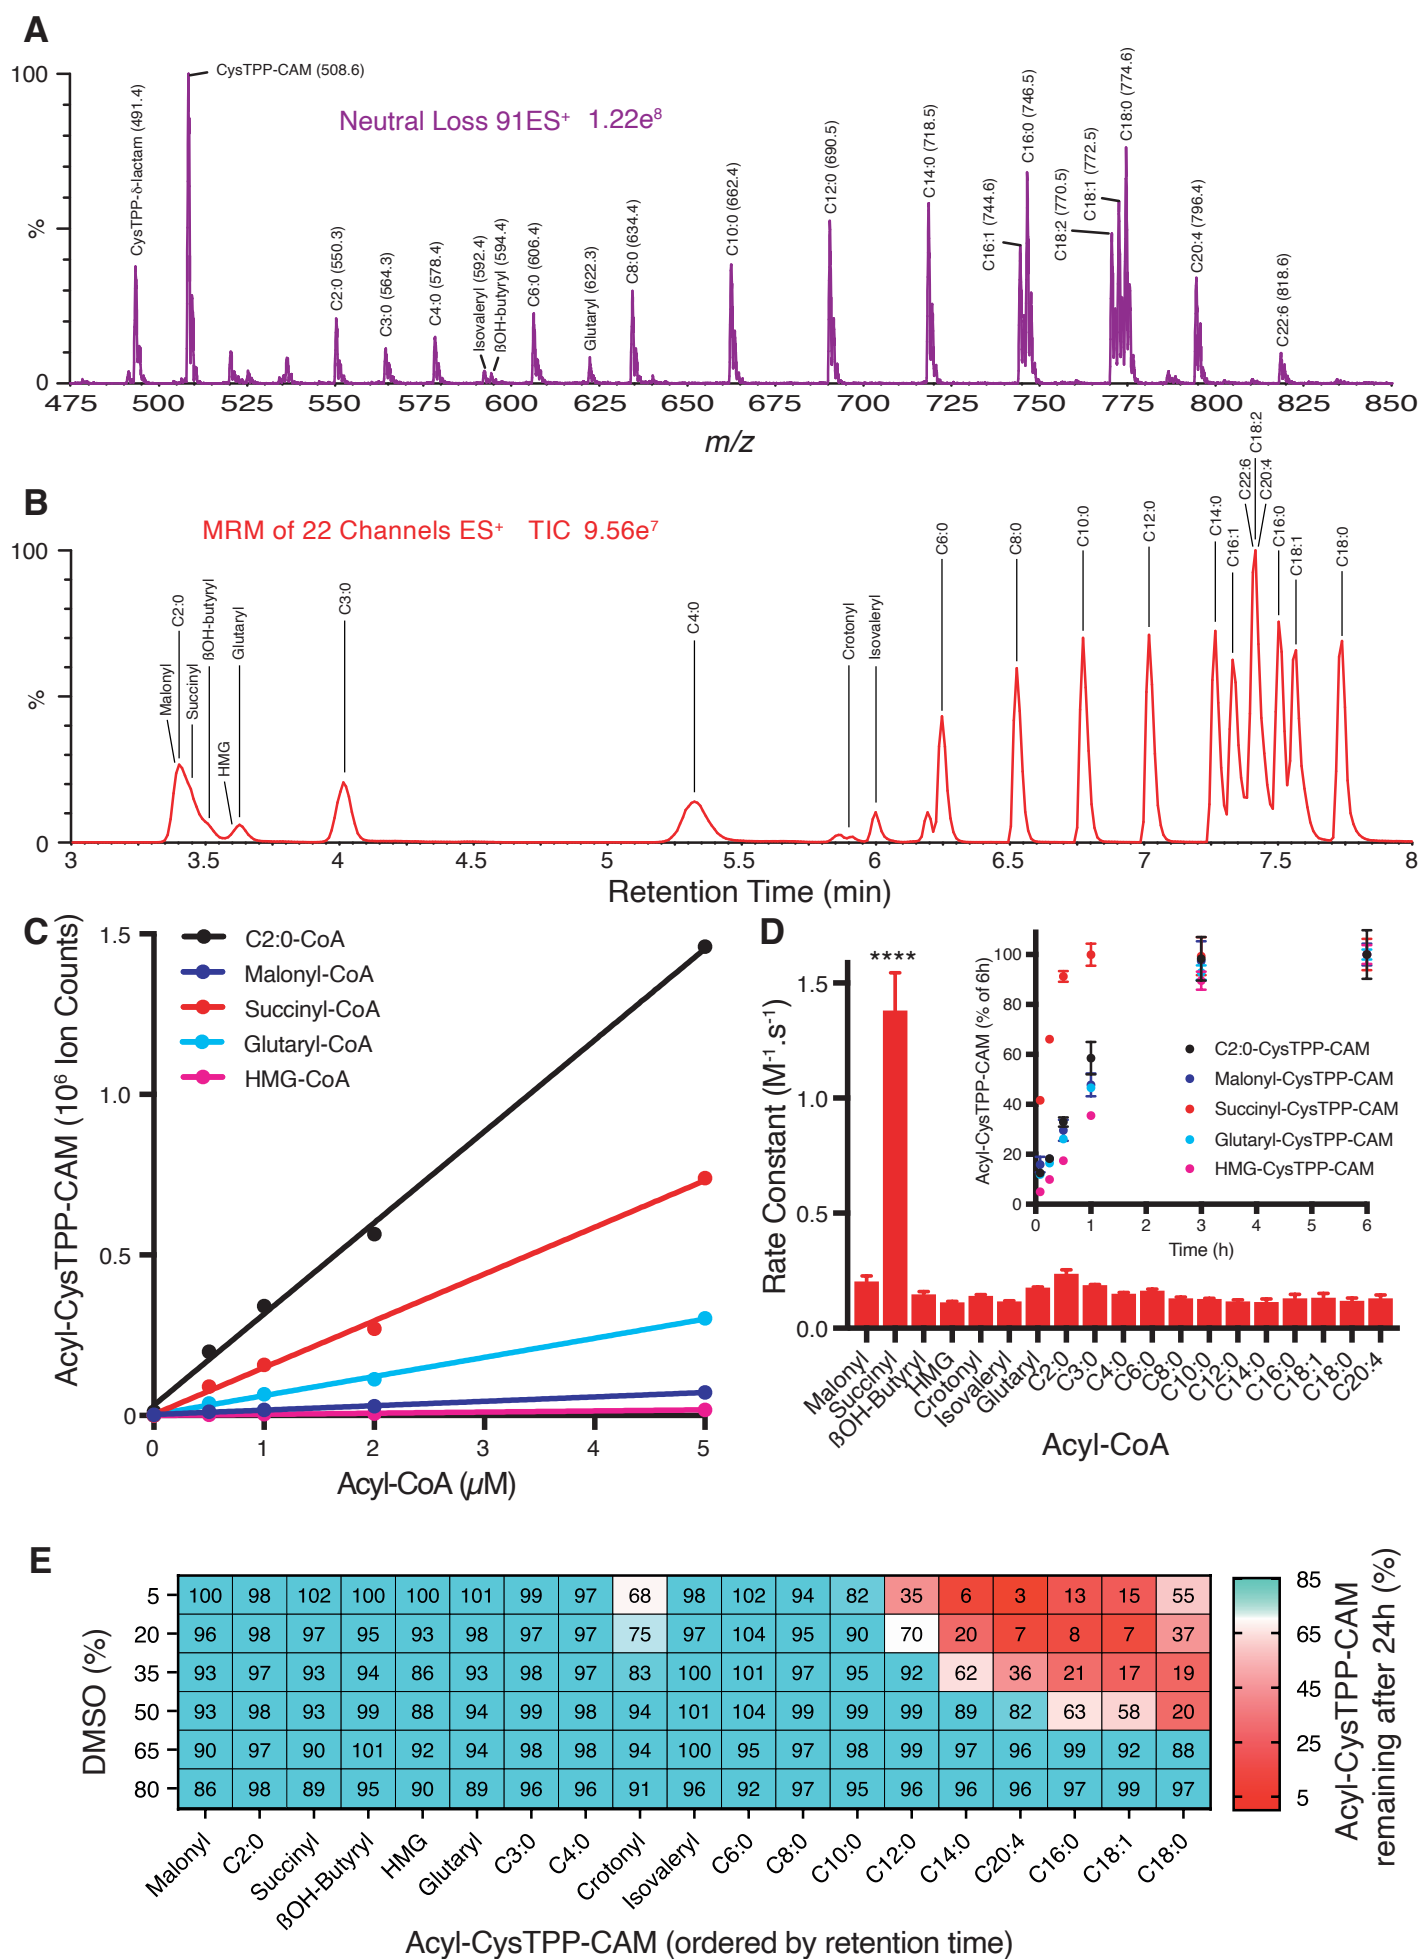 A
Neutral Loss 91ES⁺ 1.22e⁸
CysTPP-δ-lactam (491.4)
CysTPP-CAM (508.6)
C2:0 (550.3)
C3:0 (564.3)
C4:0 (578.4)
Isovaleryl (592.4)
βOH-butyryl (594.4)
C6:0 (606.4)
Glutaryl (622.3)
C8:0 (634.4)
C10:0 (662.4)
C12:0 (690.5)
C14:0 (718.5)
C16:1 (744.6)
C16:0 (746.5)
C18:2 (770.5)
C18:1 (772.5)
C18:0 (774.6)
C20:4 (796.4)
C22:6 (818.6)
100
%
0
475 500 525 550 575 600 625 650 675 700 725 750 775 800 825 850
m/z
B
MRM of 22 Channels ES⁺ TIC 9.56e⁷
Malonyl
C2:0
Succinyl
βOH-butyryl
HMG
Glutaryl
C3:0
C4:0
Crotonyl
Isovaleryl
C6:0
C8:0
C10:0
C12:0
C14:0
C16:1
C22:6
C18:2
C20:4
C16:0
C18:1
C18:0
100
%
0
3 3.5 4 4.5 5 5.5 6 6.5 7 7.5 8
Retention Time (min)
C
Acyl-CysTPP-CAM (10⁶ Ion Counts)
1.5
1.0
0.5
0
C2:0-CoA
Malonyl-CoA
Succinyl-CoA
Glutaryl-CoA
HMG-CoA
0 1 2 3 4 5
Acyl-CoA (µM)
D
Rate Constant (M⁻¹.s⁻¹)
1.5
1.0
0.5
0.0
****
Acyl-CysTPP-CAM (% of 6h)
100
80
60
40
20
0
C2:0-CysTPP-CAM
Malonyl-CysTPP-CAM
Succinyl-CysTPP-CAM
Glutaryl-CysTPP-CAM
HMG-CysTPP-CAM
0 1 2 3 4 5 6
Time (h)
Malonyl
Succinyl
βOH-Butyryl
HMG
Crotonyl
Isovaleryl
Glutaryl
C2:0
C3:0
C4:0
C6:0
C8:0
C10:0
C12:0
C14:0
C16:0
C18:1
C18:0
C20:4
Acyl-CoA
E
DMSO (%)
5 100 98 102 100 100 101 99 97 68 98 102 94 82 35 6 3 13 15 55
20 96 98 97 95 93 98 97 97 75 97 104 95 90 70 20 7 8 7 37
35 93 97 93 94 86 93 98 97 83 100 101 97 95 92 62 36 21 17 19
50 93 98 93 99 88 94 99 98 94 101 104 99 99 99 89 82 63 58 20
65 90 97 90 101 92 94 98 98 94 100 95 97 98 99 97 96 99 92 88
80 86 98 89 95 90 89 96 96 91 96 92 97 95 96 96 96 97 99 97
Malonyl
C2:0
Succinyl
βOH-Butyryl
HMG
Glutaryl
C3:0
C4:0
Crotonyl
Isovaleryl
C6:0
C8:0
C10:0
C12:0
C14:0
C20:4
C16:0
C18:1
C18:0
Acyl-CysTPP-CAM (ordered by retention time)
85
65
45
25
5
Acyl-CysTPP-CAM
remaining after 24h (%)